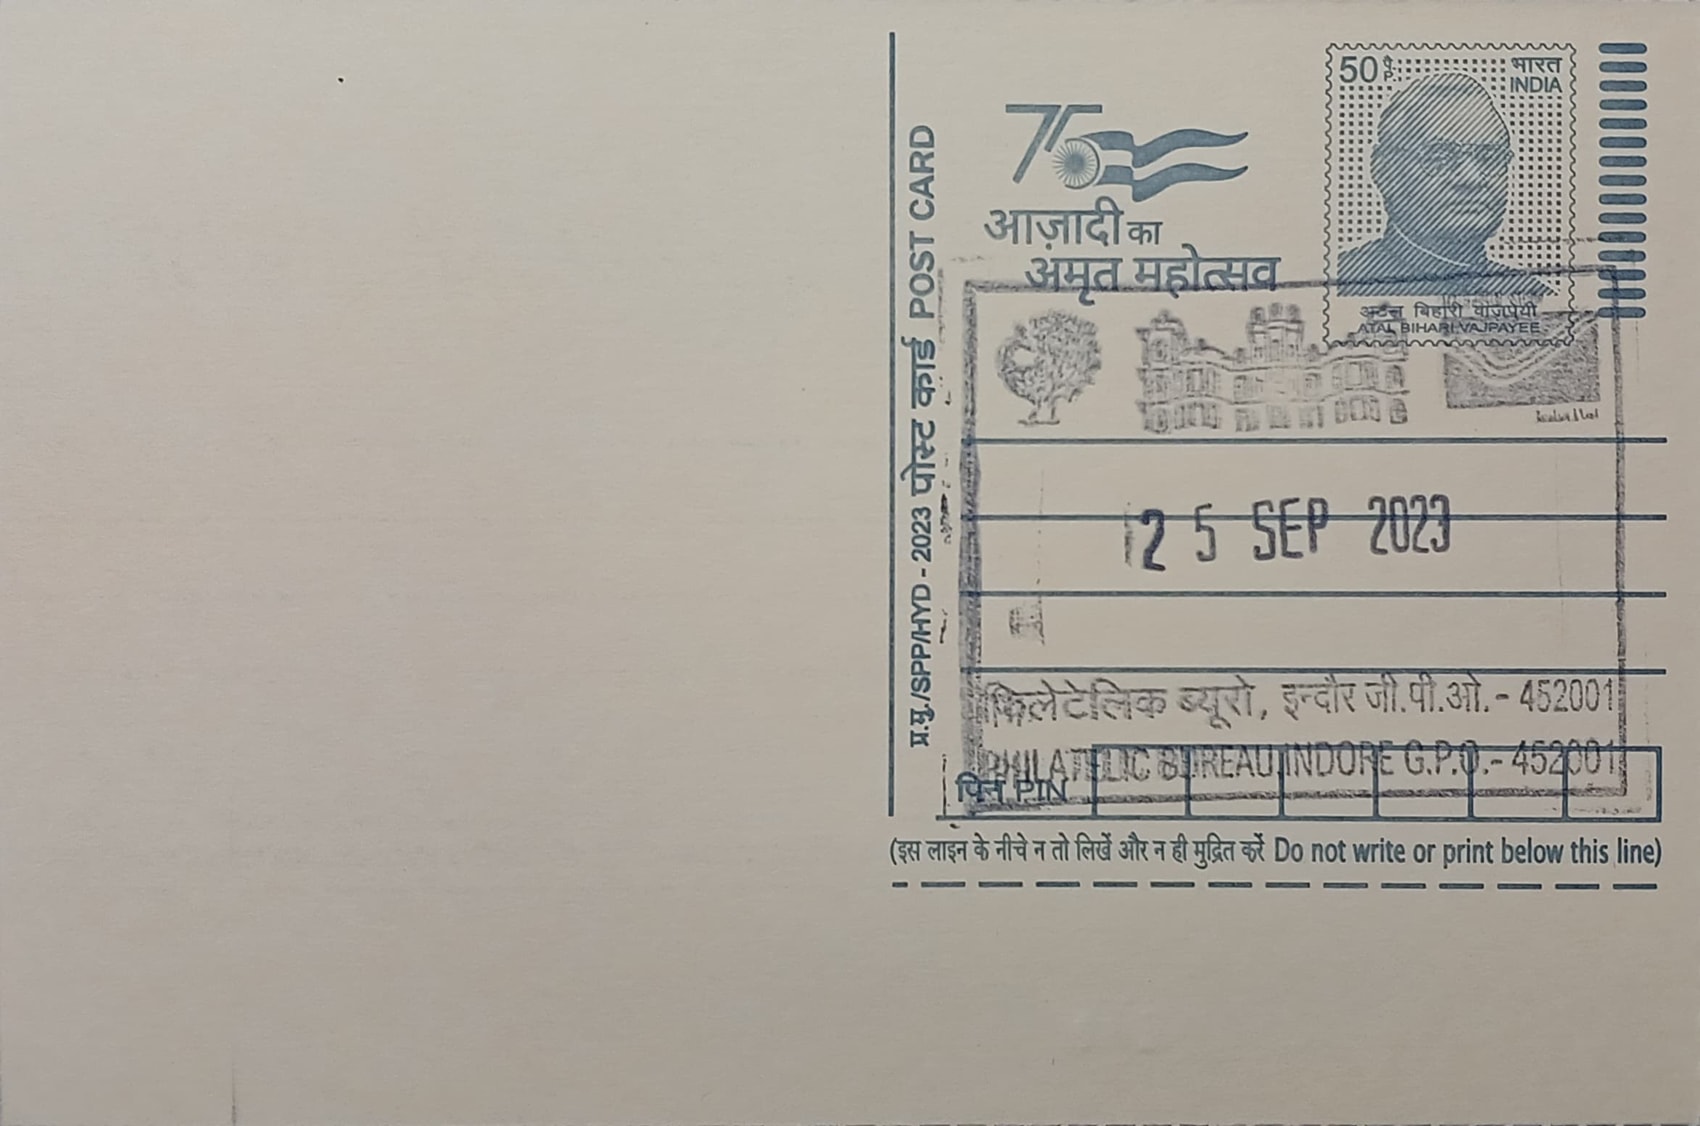 प्र.मु./SPP/HYD - 2023 पोस्ट कार्ड POST CARD
75
आज़ादी का
अमृत महोत्सव
50 पै. P.
भारत
INDIA
अटल बिहारी वाजपेयी
ATAL BIHARI VAJPAYEE
25 SEP 2023
फिलेटेलिक ब्यूरो, इन्दौर जी.पी.ओ.- 452001
PHILATELIC BUREAU INDORE G.P.O.- 452001
पिन PIN
(इस लाइन के नीचे न तो लिखें और न ही मुद्रित करें Do not write or print below this line)